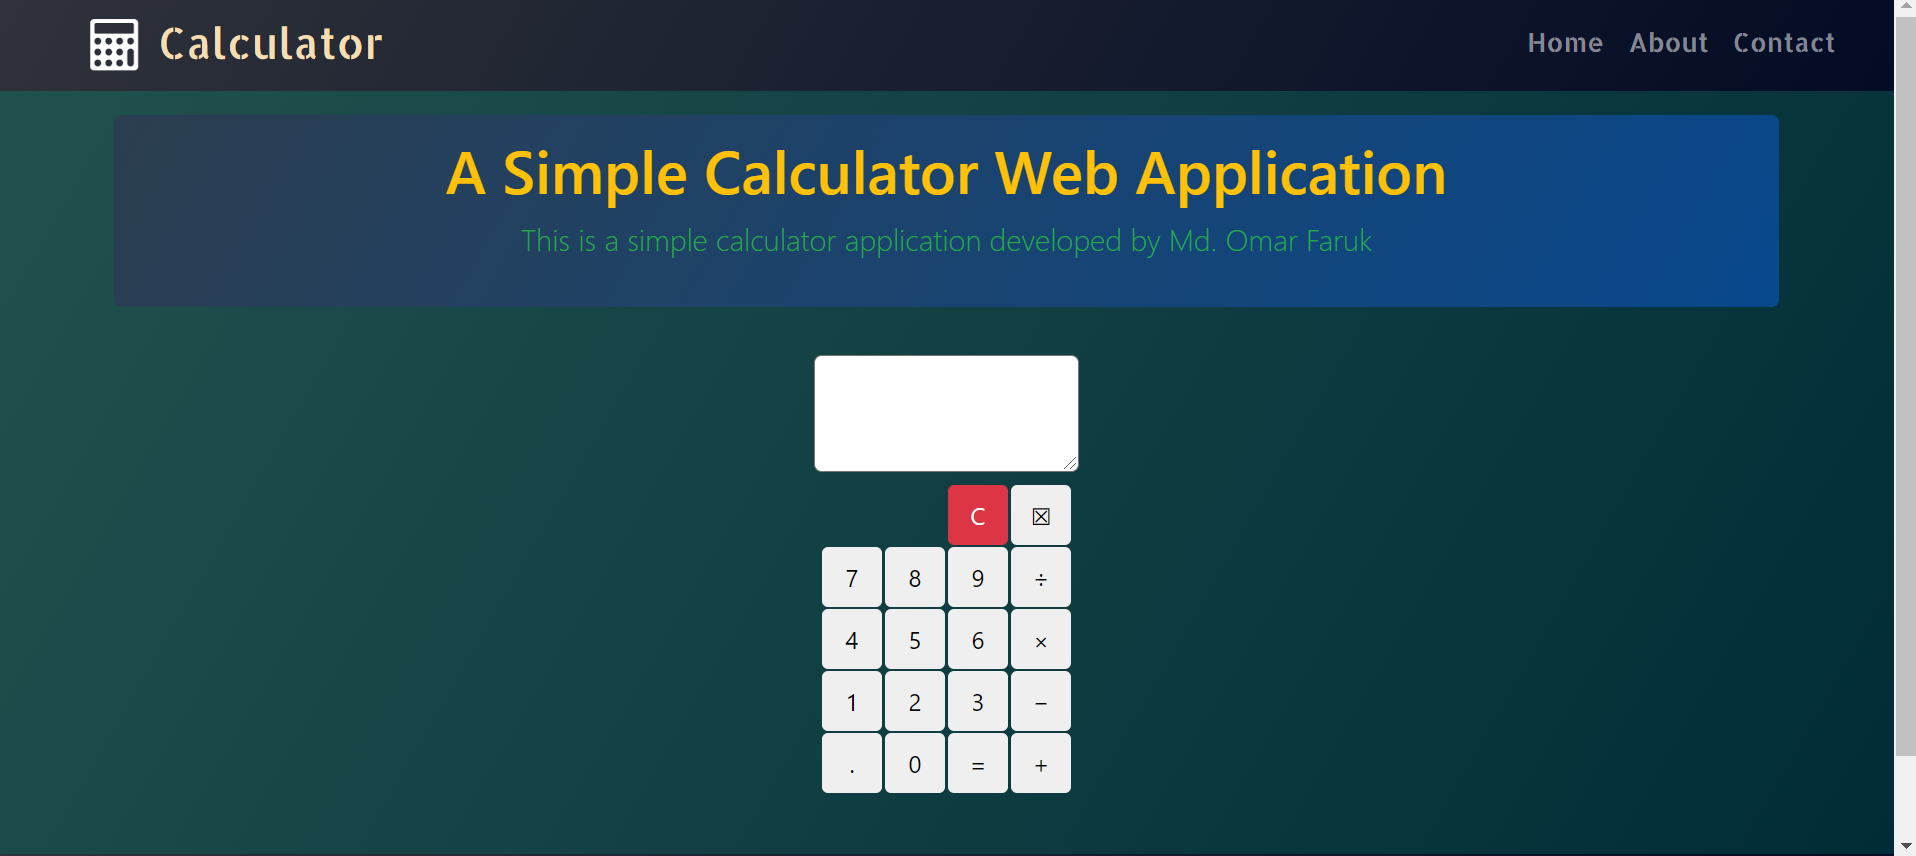 Calculator
Home About Contact
A Simple Calculator Web Application
This is a simple calculator application developed by Md. Omar Faruk
C ☒
7 8 9 ÷
4 5 6 ×
1 2 3 −
. 0 = +